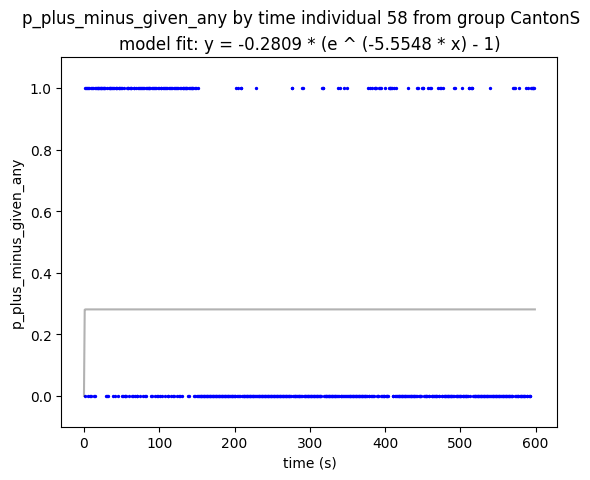 p_plus_minus_given_any by time individual 58 from group CantonS
model fit: y = -0.2809 * (e ^ (-5.5548 * x) - 1)
1.0
0.8
0.6
0.4
0.2
0.0
p_plus_minus_given_any
0 100 200 300 400 500 600
time (s)